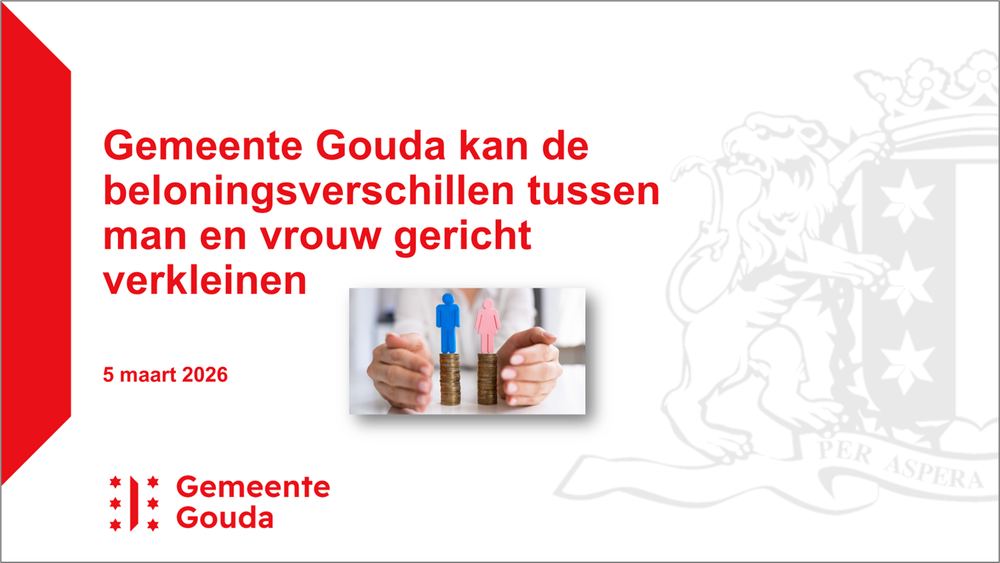 Gemeente Gouda kan de
beloningsverschillen tussen
man en vrouw gericht
verkleinen
5 maart 2026
Gemeente
Gouda
PER ASPERA